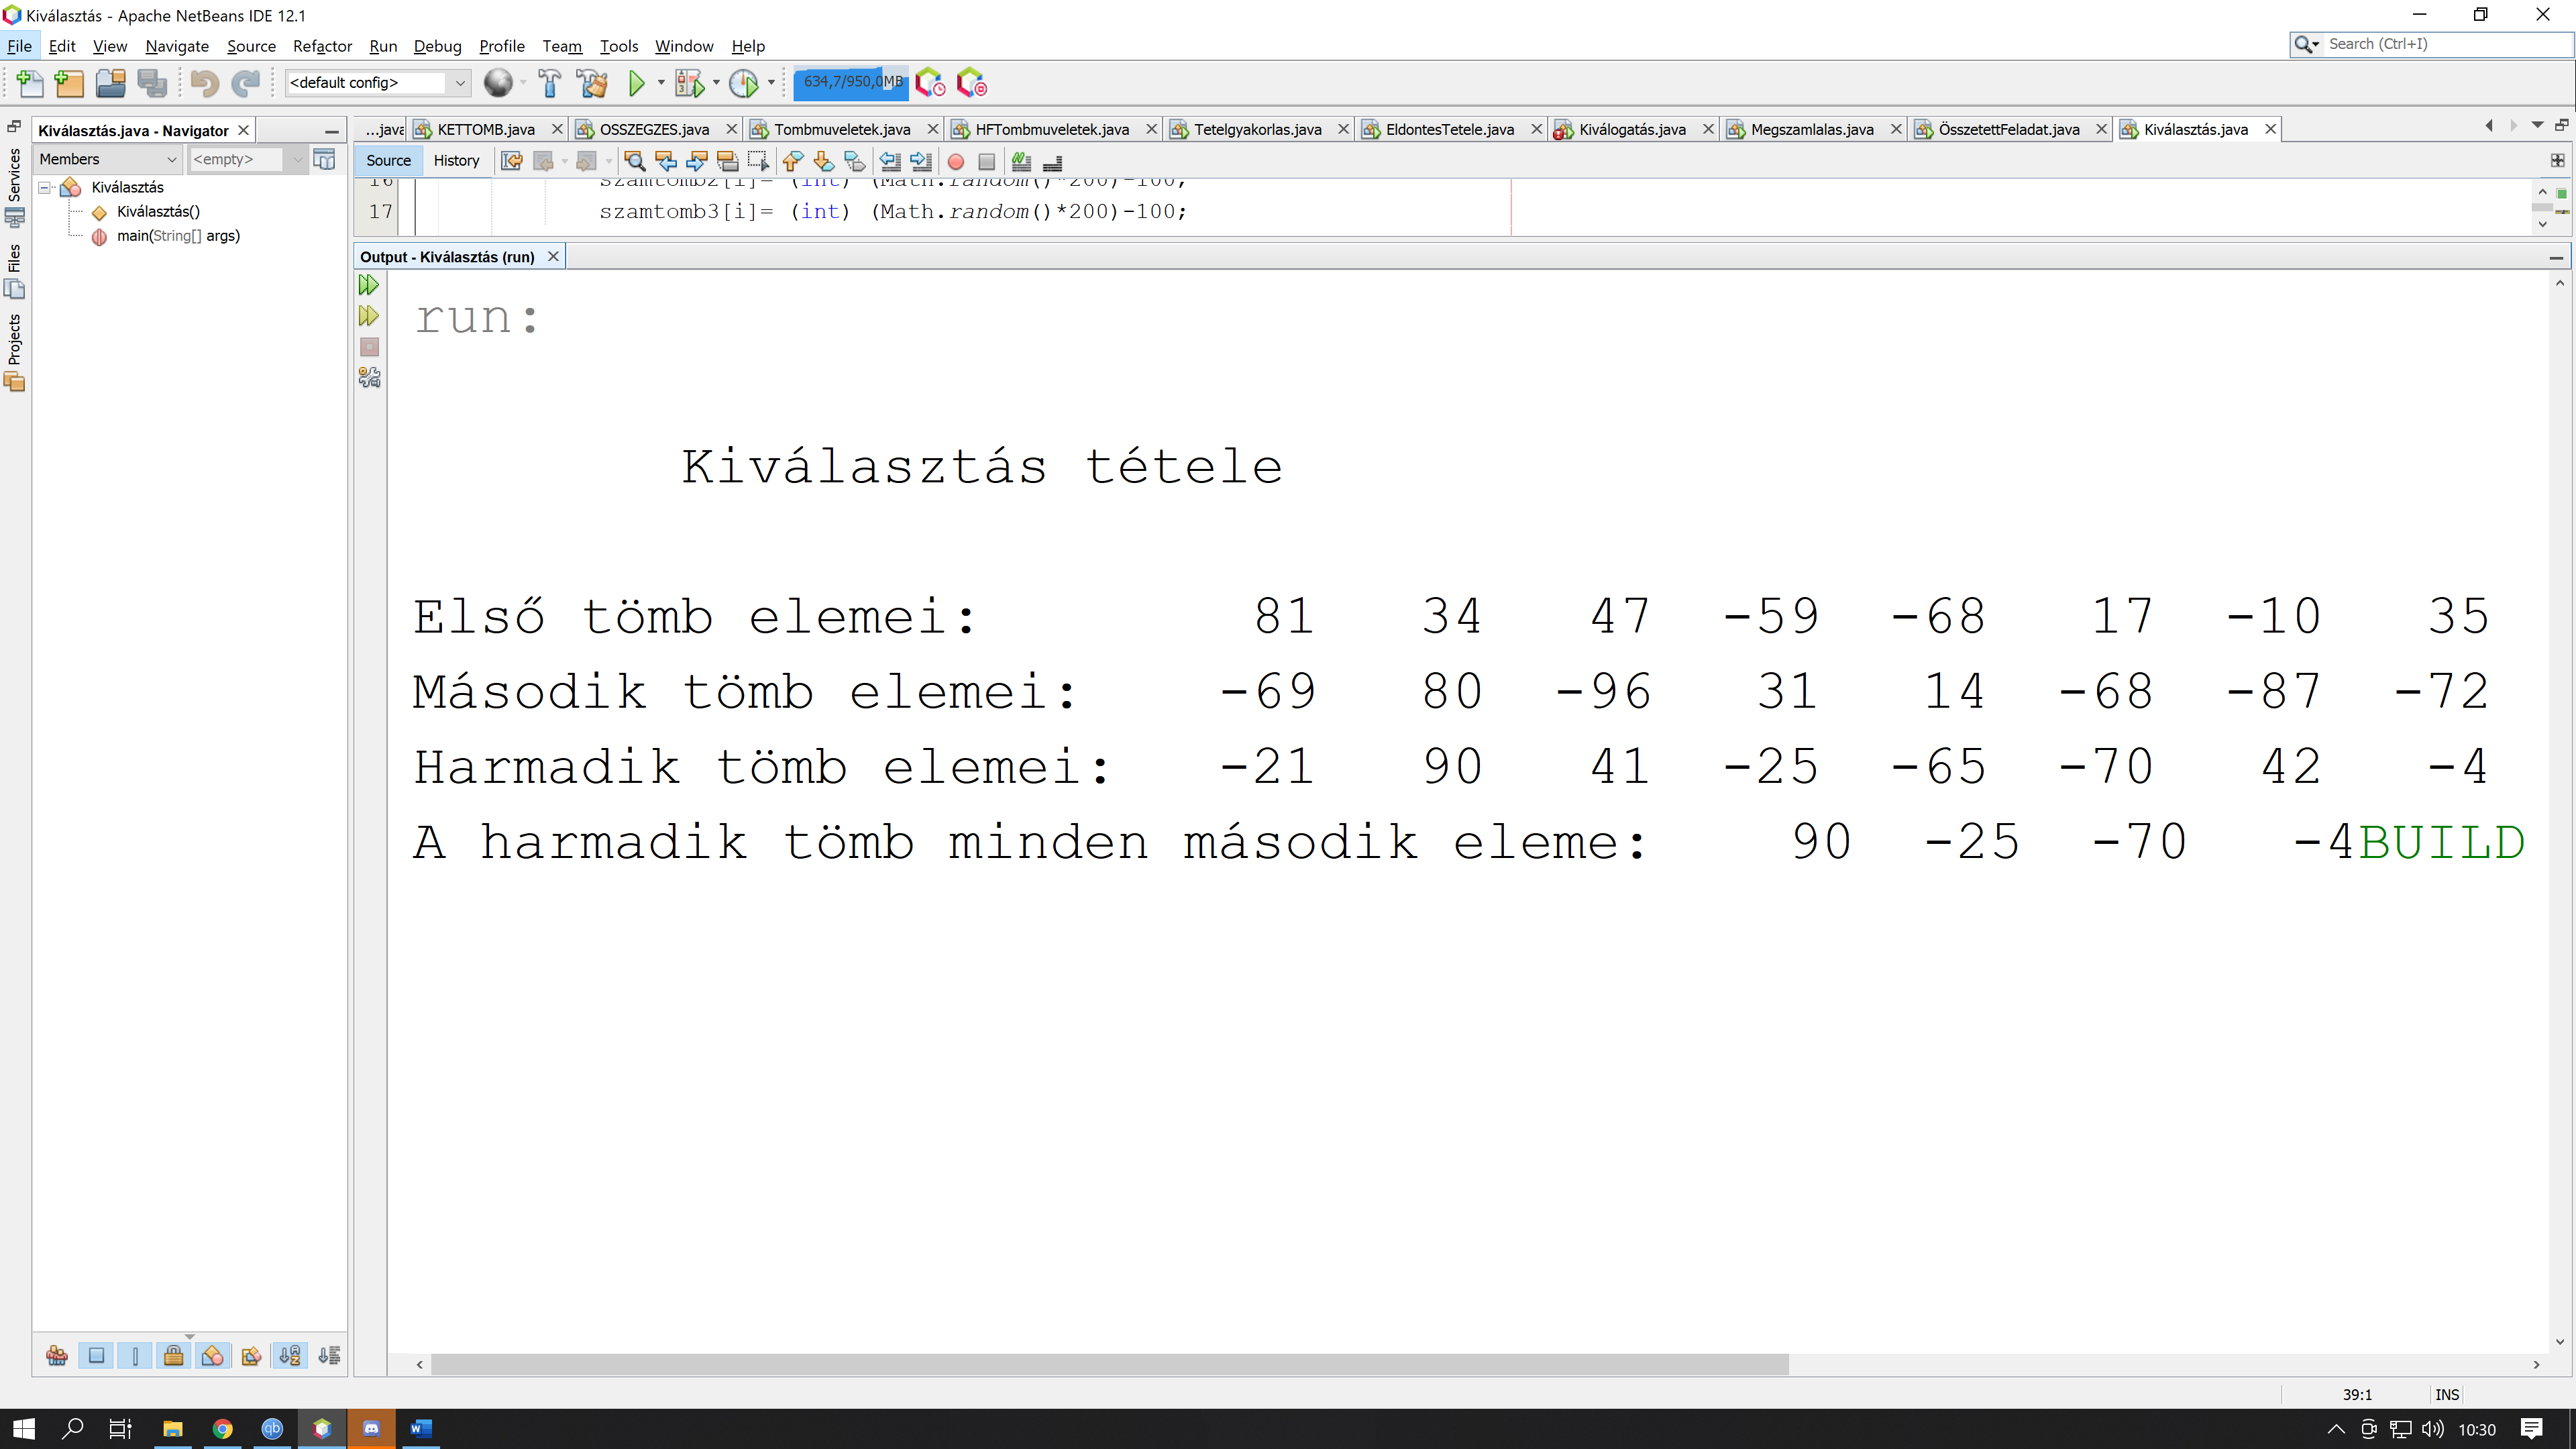 Kiválasztás - Apache NetBeans IDE 12.1
File Edit View Navigate Source Refactor Run Debug Profile Team Tools Window Help
Search (Ctrl+I)
<default config>
634,7/950,0MB
Kiválasztás.java - Navigator
...java KETTOMB.java OSSZEGZES.java Tombmuveletek.java HFTombmuveletek.java Tetelgyakorlas.java EldontesTetele.java Kiválogatás.java Megszamlalas.java ÖsszetettFeladat.java Kiválasztás.java
Members <empty>
Source History
Services
Files
Projects
Kiválasztás
Kiválasztás()
main(String[] args)
16 szamtomb2[i]= (int) (Math.random()*200)-100;
17 szamtomb3[i]= (int) (Math.random()*200)-100;
Output - Kiválasztás (run)
run:
Kiválasztás tétele
Első tömb elemei: 81 34 47 -59 -68 17 -10 35
Második tömb elemei: -69 80 -96 31 14 -68 -87 -72
Harmadik tömb elemei: -21 90 41 -25 -65 -70 42 -4
A harmadik tömb minden második eleme: 90 -25 -70 -4BUILD
39:1 INS
10:30